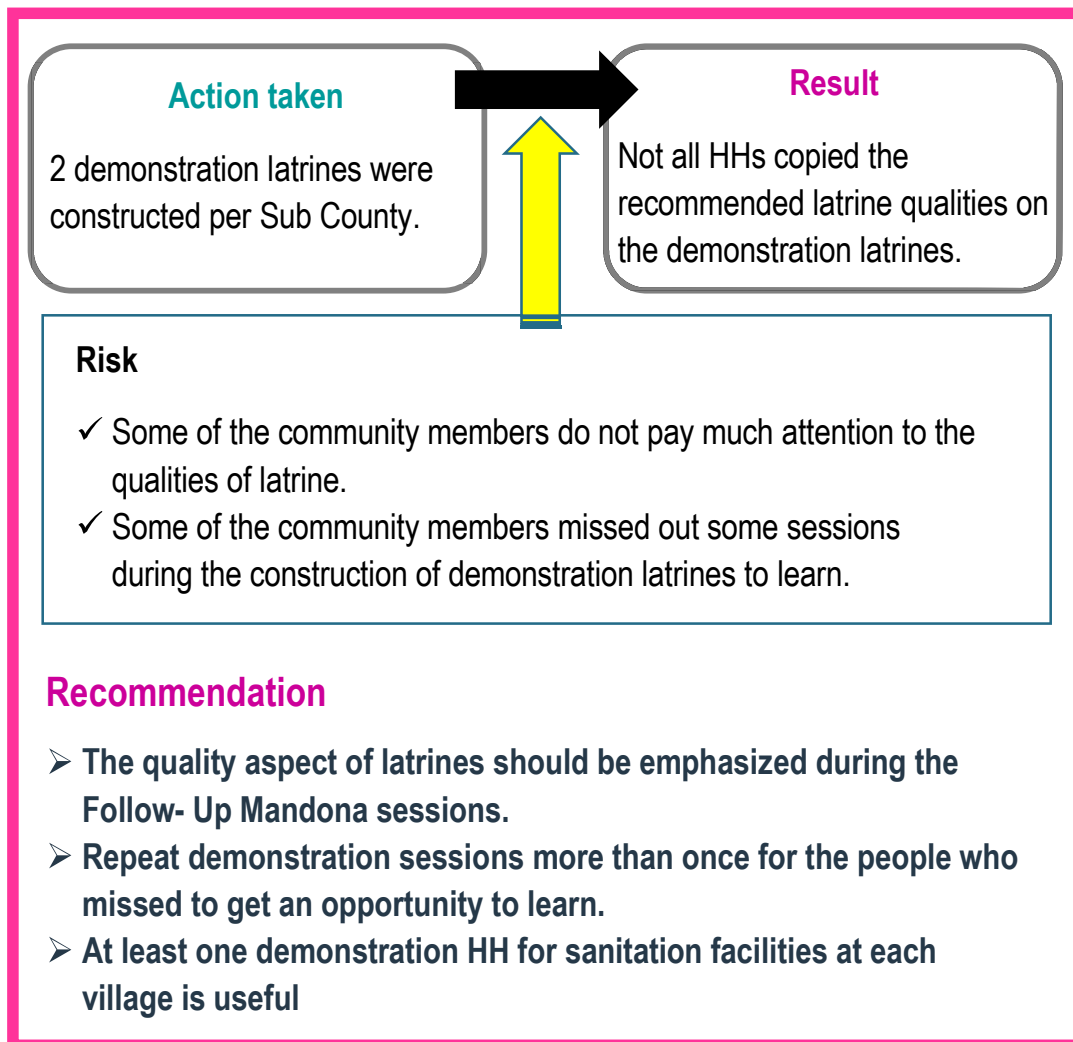 Action taken
2 demonstration latrines were
constructed per Sub County.
Result
Not all HHs copied the
recommended latrine qualities on
the demonstration latrines.
Risk
✓ Some of the community members do not pay much attention to the
qualities of latrine.
✓ Some of the community members missed out some sessions
during the construction of demonstration latrines to learn.
Recommendation
➢ The quality aspect of latrines should be emphasized during the
Follow- Up Mandona sessions.
➢ Repeat demonstration sessions more than once for the people who
missed to get an opportunity to learn.
➢ At least one demonstration HH for sanitation facilities at each
village is useful